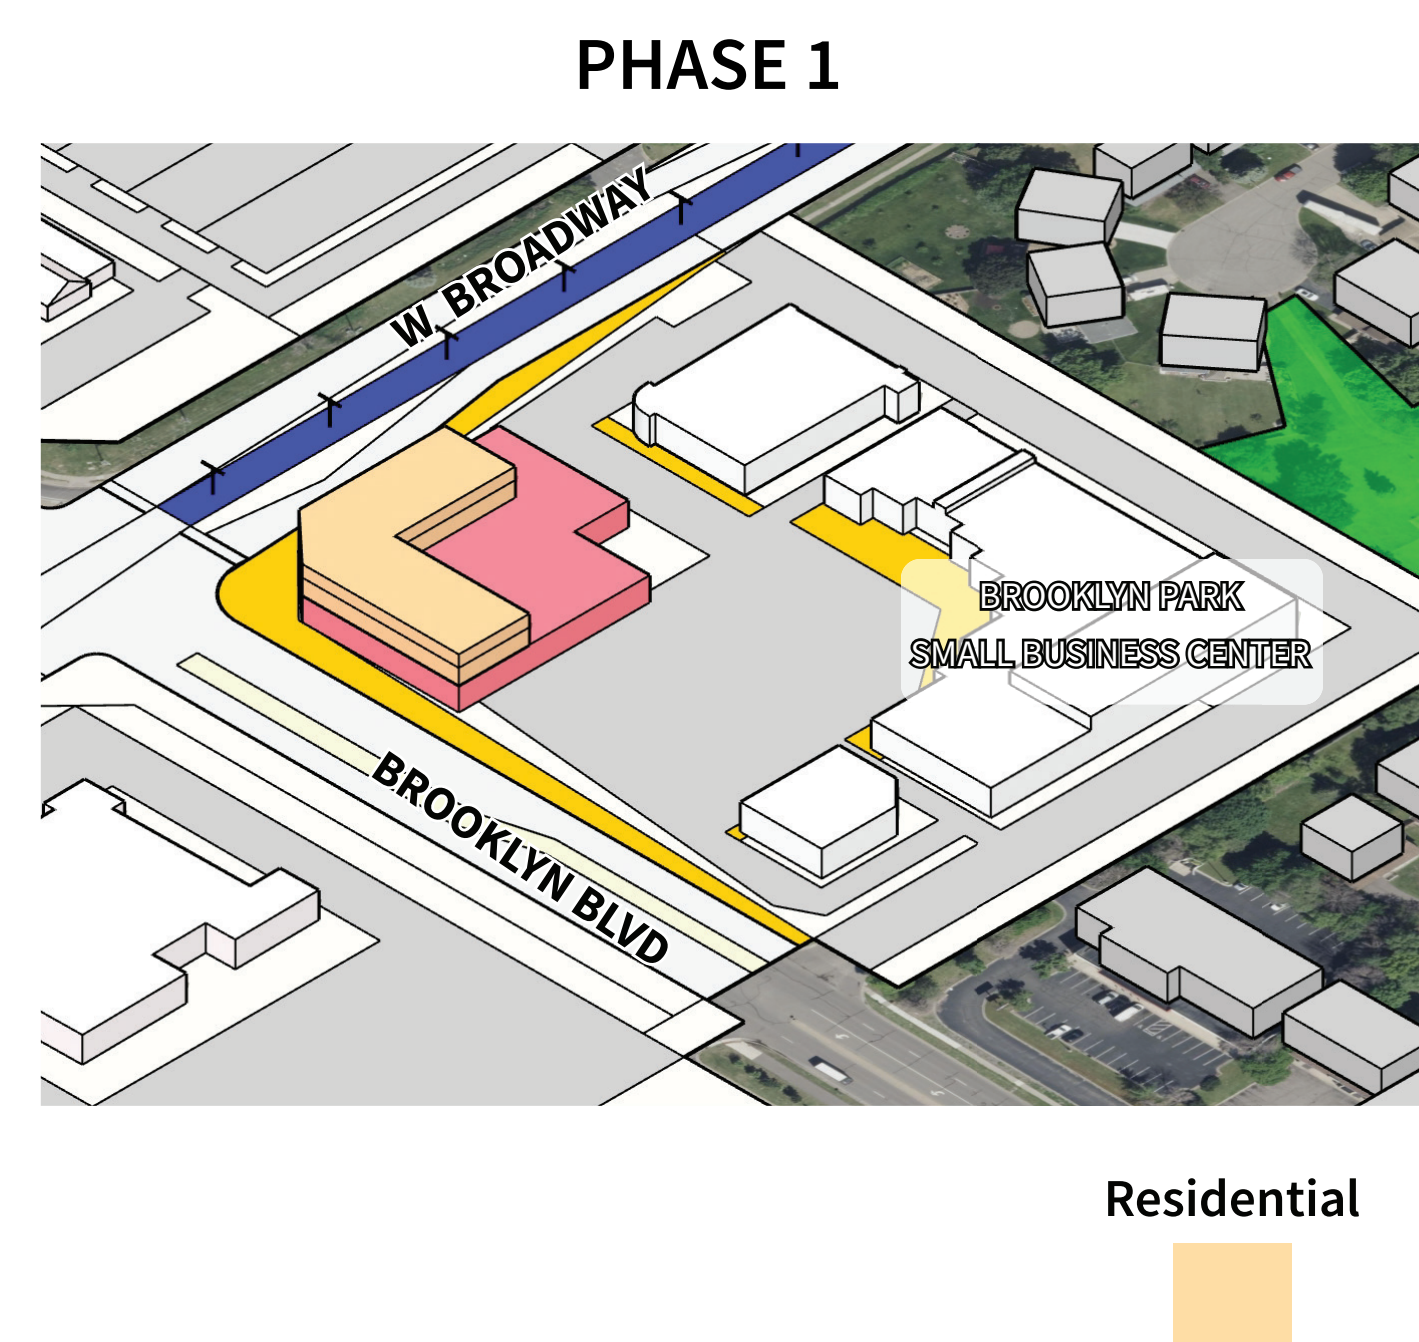 PHASE 1
W. BROADWAY
BROOKLYN PARK
SMALL BUSINESS CENTER
BROOKLYN BLVD
Residential